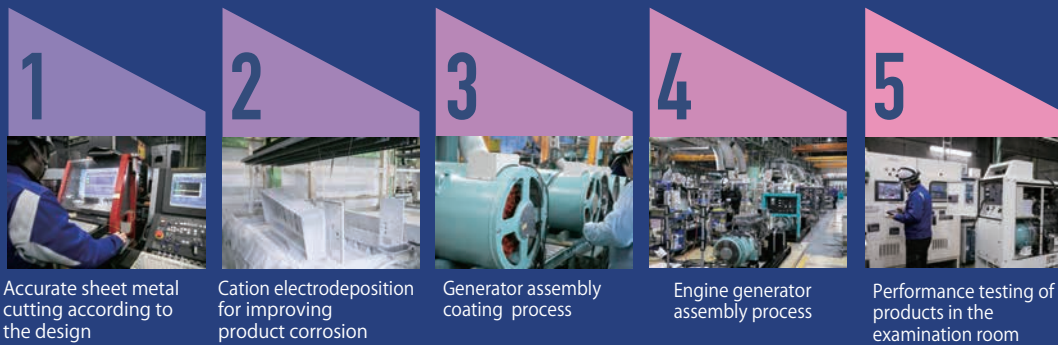 1
Accurate sheet metal
cutting according to
the design
2
Cation electrodeposition
for improving
product corrosion
3
Generator assembly
coating process
4
Engine generator
assembly process
5
Performance testing of
products in the
examination room